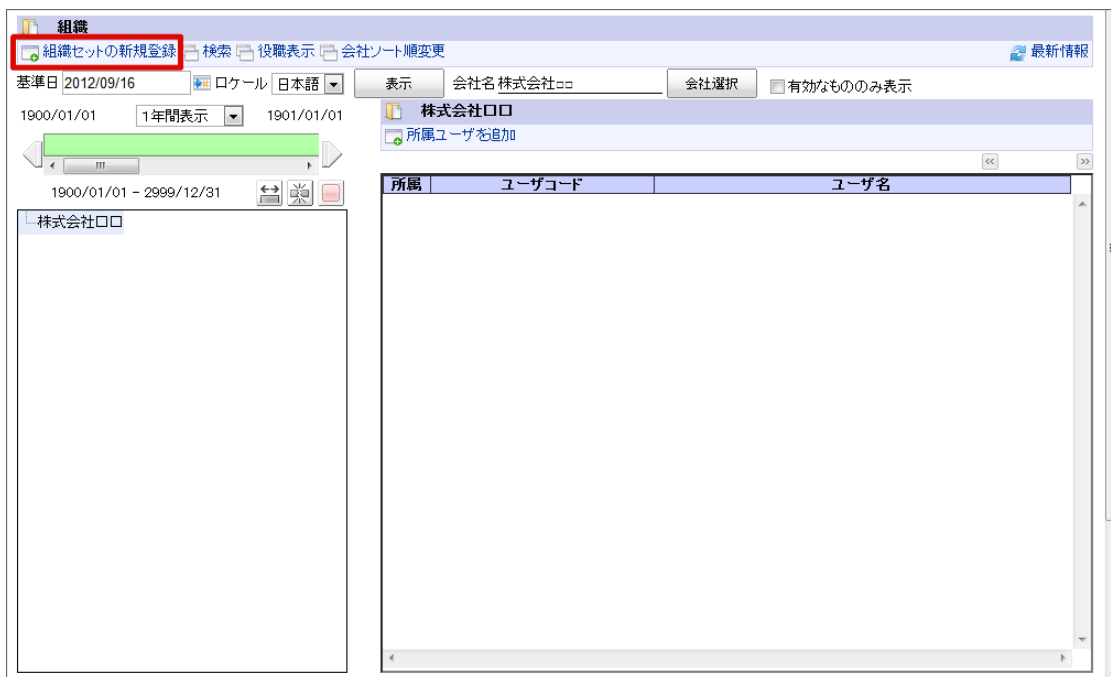 組織
組織セットの新規登録 検索 役職表示 会社ソート順変更 最新情報
基準日 2012/09/16 ロケール 日本語 表示 会社名 株式会社□□ 会社選択 有効なもののみ表示
1900/01/01 1年間表示 1901/01/01
株式会社ロロ
所属ユーザを追加
<< >>
1900/01/01 - 2999/12/31
所属 ユーザコード ユーザ名
株式会社ロロ